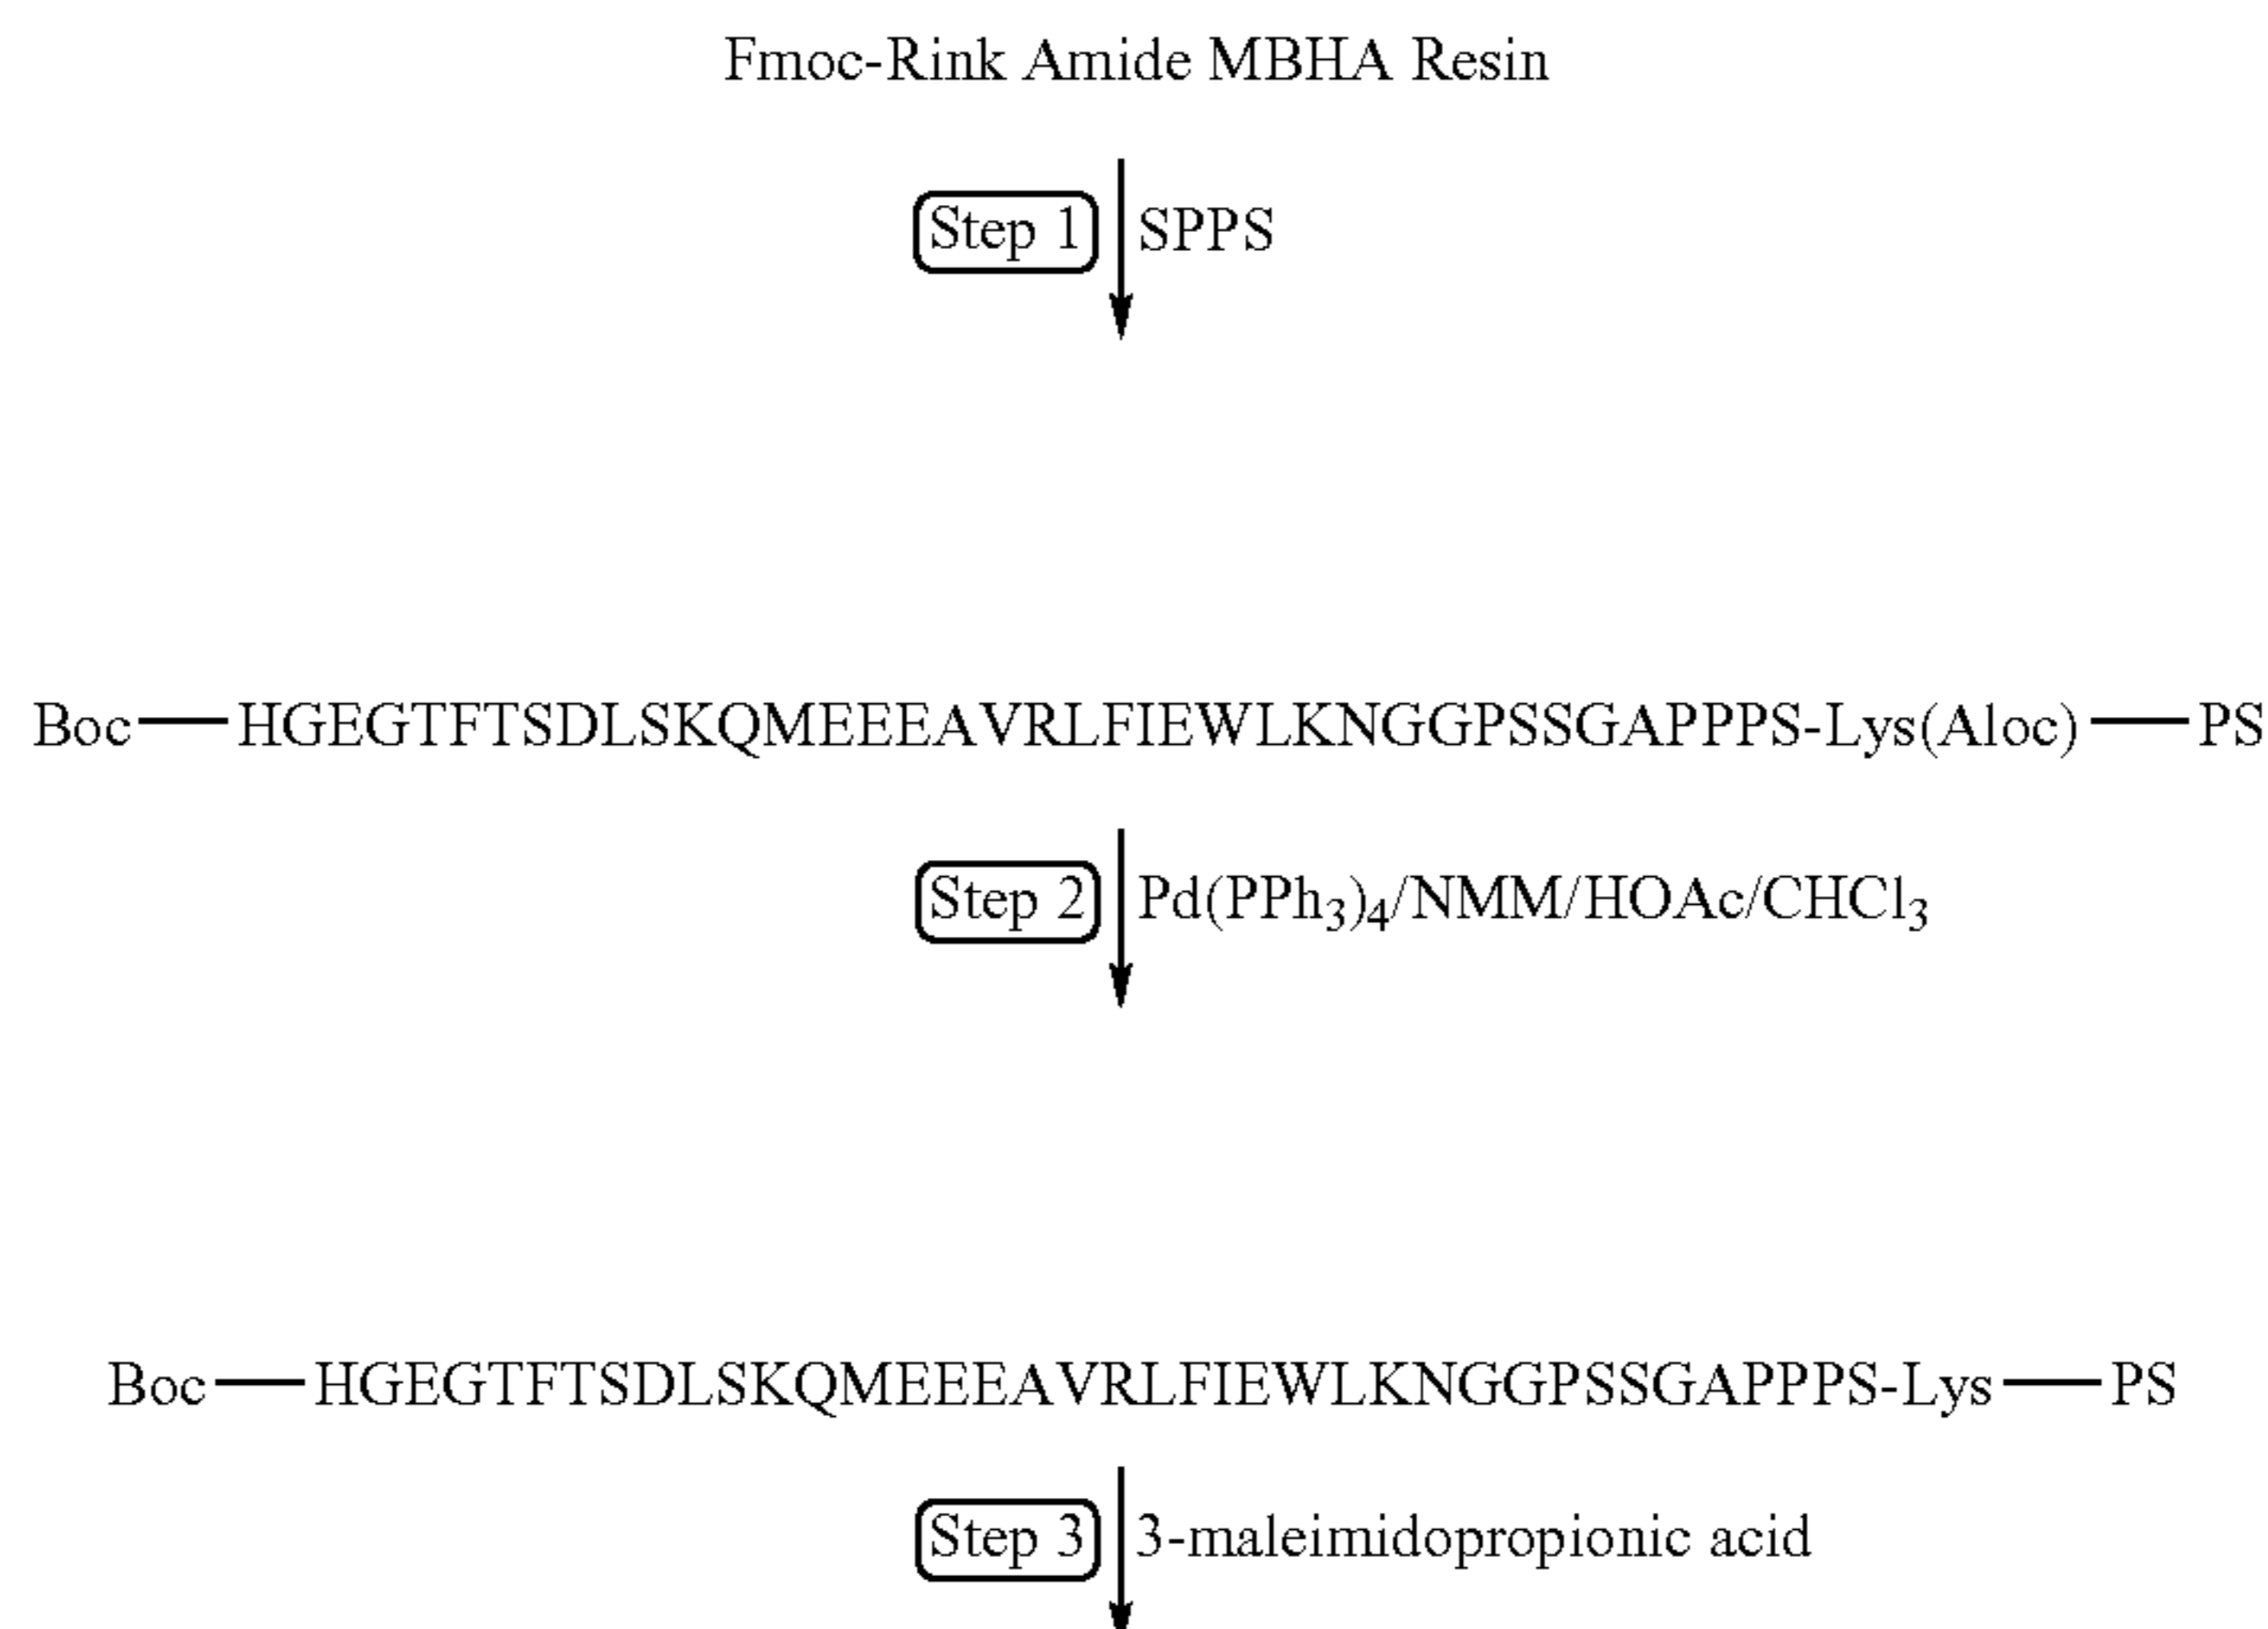 Fmoc-Rink Amide MBHA Resin
Step 1 SPPS
Boc—HGEGTFTSDLSKQMEEEAVRLFIEWLKNGGPSSGAPPPS-Lys(Aloc)—PS
Step 2 Pd(PPh3)4/NMM/HOAc/CHCl3
Boc—HGEGTFTSDLSKQMEEEAVRLFIEWLKNGGPSSGAPPPS-Lys—PS
Step 3 3-maleimidopropionic acid